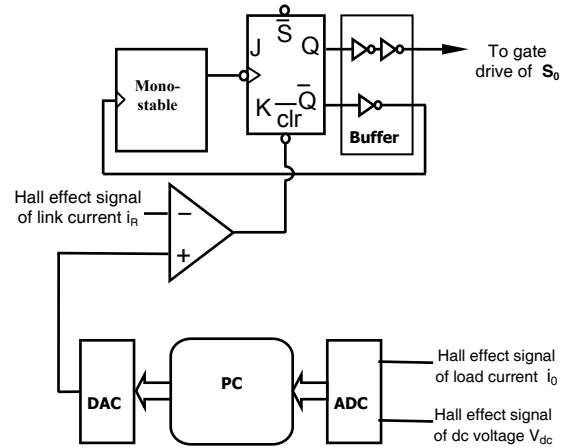 S̅
J
Q
Mono-
stable
K
Q̅
c̅l̅r̅
Buffer
To gate
drive of S₀
Hall effect signal
of link current iR
−
+
DAC
PC
ADC
Hall effect signal
of load current i₀
Hall effect signal
of dc voltage Vdc